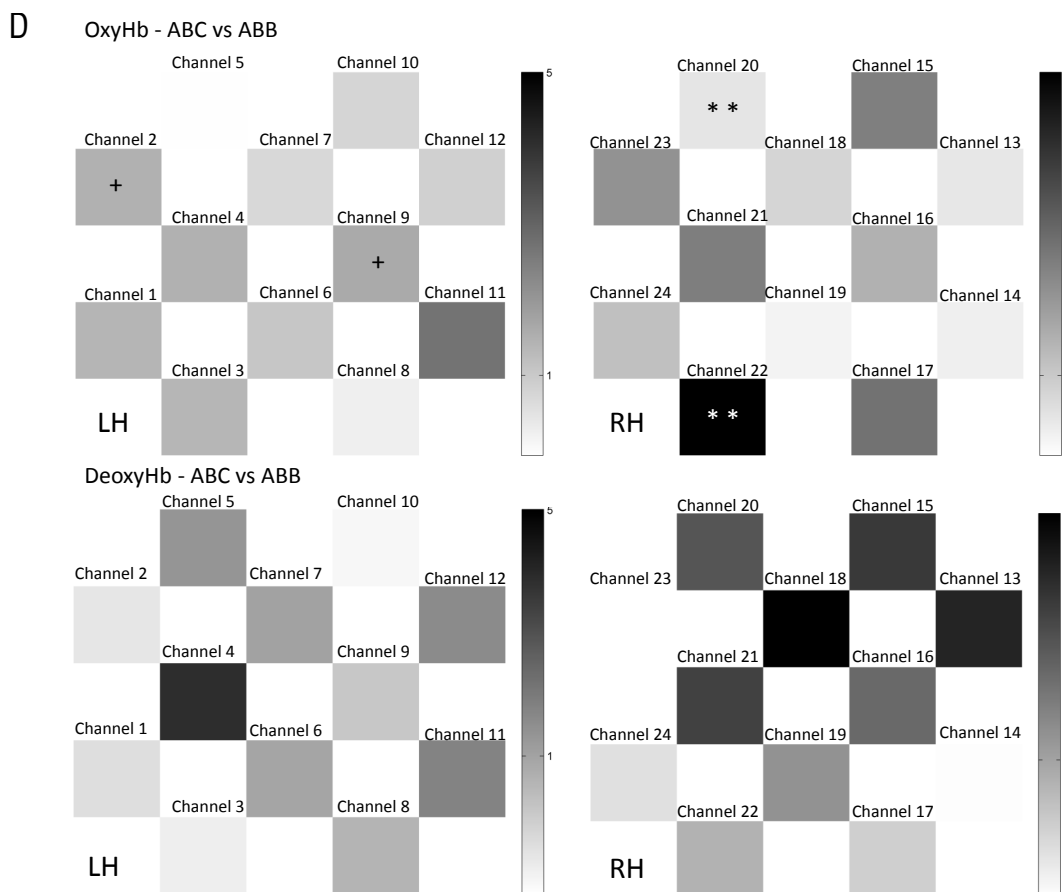 D
OxyHb - ABC vs ABB
Channel 5
Channel 10
5
Channel 2
Channel 7
Channel 12
+
Channel 4
Channel 9
+
Channel 1
Channel 6
Channel 11
1
Channel 3
Channel 8
LH
Channel 20
Channel 15
* *
Channel 23
Channel 18
Channel 13
Channel 21
Channel 16
Channel 24
Channel 19
Channel 14
Channel 22
Channel 17
* *
RH
DeoxyHb - ABC vs ABB
Channel 5
Channel 10
5
Channel 2
Channel 7
Channel 12
Channel 4
Channel 9
Channel 1
Channel 6
Channel 11
1
Channel 3
Channel 8
LH
Channel 20
Channel 15
Channel 23
Channel 18
Channel 13
Channel 21
Channel 16
Channel 24
Channel 19
Channel 14
Channel 22
Channel 17
RH